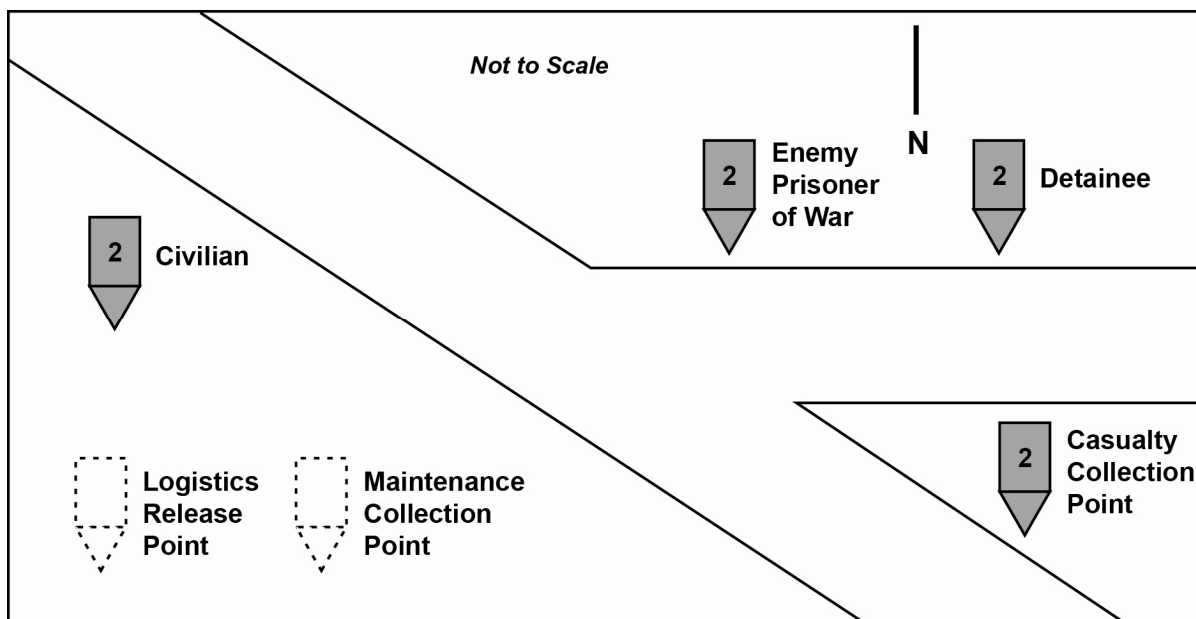 Not to Scale
N
2
Enemy
Prisoner
of War
2
Detainee
2
Civilian
2
Casualty
Collection
Point
Logistics
Release
Point
Maintenance
Collection
Point